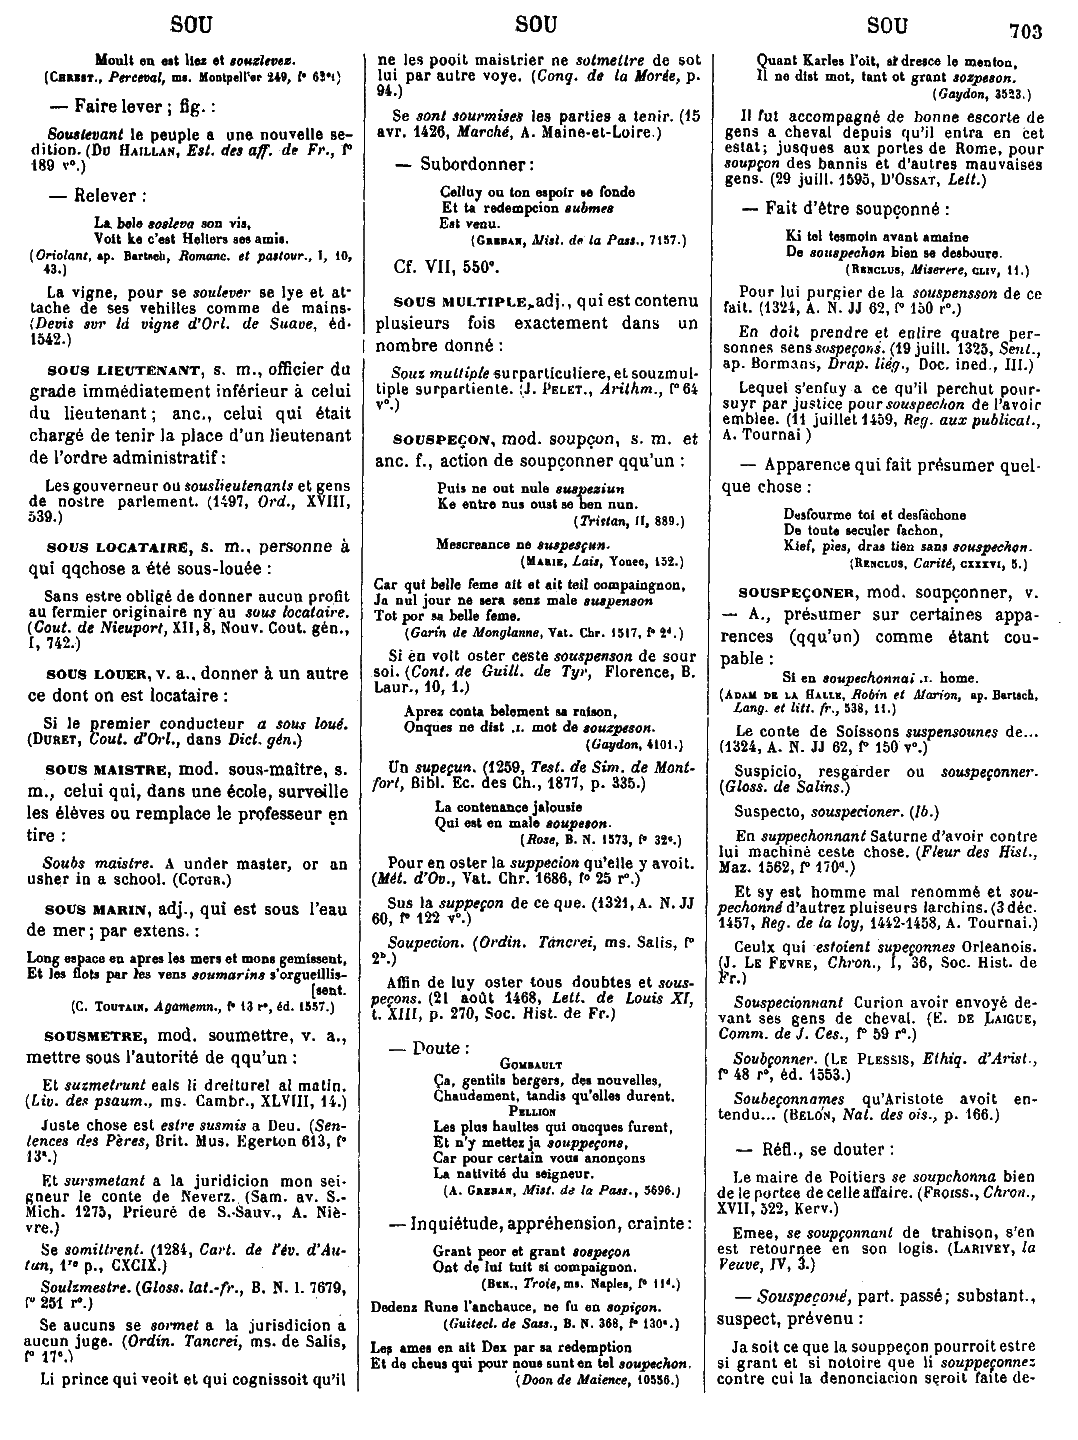 SOU
SOU
SOU
703
Moult en est liez et souzlevez.
(CHREST., Perceval, ms. Montpellier 249, f° 63ᵃ¹)
— Faire lever ; fig. :
Souslevant le peuple a une nouvelle se-
dition. (DU HAILLAN, Est. des aff. de Fr., f°
189 v°.)
— Relever :
La bele sosleva son vis,
Voit ke c'est Heliers ses amis.
(Oriolant, ap. Bartsch, Romanc. et pastour., I, 10,
43.)
La vigne, pour se soulever se lye et at-
tache de ses vehilles comme de mains.
(Devis sur la vigne d'Orl. de Suave, éd.
1542.)
SOUS LIEUTENANT, s. m., officier du
grade immédiatement inférieur à celui
du lieutenant ; anc., celui qui était
chargé de tenir la place d'un lieutenant
de l'ordre administratif :
Les gouverneur ou souslieutenants et gens
de nostre parlement. (1497, Ord., XVIII,
539.)
SOUS LOCATAIRE, s. m., personne à
qui qqchose a été sous-louée :
Sans estre obligé de donner aucun profit
au fermier originaire ny au sous locataire.
(Cout. de Nieuport, XII, 8, Nouv. Cout. gén.,
I, 742.)
SOUS LOUER, v. a., donner à un autre
ce dont on est locataire :
Si le premier conducteur a sous loué.
(DURET, Cout. d'Orl., dans Dict. gén.)
SOUS MAISTRE, mod. sous-maître, s.
m., celui qui, dans une école, surveille
les élèves ou remplace le professeur en
titre :
Soubs maistre. A under master, or an
usher in a school. (COTGR.)
SOUS MARIN, adj., qui est sous l'eau
de mer ; par extens. :
Long espace en apres les mers et mons gemissent,
Et les flots par les vens soumarins s'orgueillis-
[sent.
(C. TOUTAIN, Agamemn., f° 13 r°, éd. 1557.)
SOUSMETRE, mod. soumettre, v. a.,
mettre sous l'autorité de qqu'un :
Et suzmetrunt eals li dreiturel al matin.
(Liv. des psaum., ms. Cambr., XLVIII, 14.)
Juste chose est estre susmis a Deu. (Sen-
tences des Pères, Brit. Mus. Egerton 613, f°
13ᵃ.)
Et sursmetant a la juridicion mon sei-
gneur le conte de Neverz. (Sam. av. S.-
Mich. 1275, Prieuré de S.-Sauv., A. Niè-
vre.)
Se somittrent. (1284, Cart. de l'év. d'Au-
tun, 1ʳᵉ p., CXCIX.)
Soulzmestre. (Gloss. lat.-fr., B. N. l. 7679,
f° 251 r°.)
Se aucuns se sormet a la jurisdicion a
aucun juge. (Ordin. Tancrei, ms. de Salis,
f° 17ᵃ.)
Li prince qui veoit et qui cognissoit qu'il
ne les pooit maistrier ne solmettre de sot
lui par autre voye. (Conq. de la Morée, p.
94.)
Se sont sourmises les parties a tenir. (15
avr. 1426, Marché, A. Maine-et-Loire.)
— Subordonner :
Celluy ou ton espoir se fonde
Et ta redempcion submes
Est venu.
(GREBAN, Mist. de la Pass., 7157.)
Cf. VII, 550ᵃ.
SOUS MULTIPLE, adj., qui est contenu
plusieurs fois exactement dans un
nombre donné :
Souz multiple surparticuliere, et souzmul-
tiple surpartiente. (J. PELET., Arithm., f° 64
v°.)
SOUSPEÇON, mod. soupçon, s. m. et
anc. f., action de soupçonner qqu'un :
Puis ne out nule suspeziun
Ke entre nus oust se ben nun.
(Tristan, II, 889.)
Mescreance ne suspesçun.
(MARIE, Lais, Yonec, 152.)
Car qui belle feme ait et ait teil compaingnon,
Ja nul jour ne sera senz male suspenson
Tot por sa belle feme.
(Garin de Monglanne, Vat. Chr. 1517, f° 2ᵈ.)
Si en volt oster ceste souspenson de sour
soi. (Cont. de Guill. de Tyr, Florence, B.
Laur., 10, 1.)
Aprez conta belement sa raison,
Onques ne dist .I. mot de souzpeson.
(Gaydon, 4101.)
Un supeçun. (1259, Test. de Sim. de Mont-
fort, Bibl. Ec. des Ch., 1877, p. 335.)
La contenance jalousie
Qui est en male soupeson.
(Rose, B. N. 1573, f° 32ᵃ.)
Pour en oster la suppecion qu'elle y avoit.
(Mét. d'Ov., Vat. Chr. 1686, f° 25 r°.)
Sus la suppeçon de ce que. (1321, A. N. JJ
60, f° 122 v°.)
Soupecion. (Ordin. Tancrei, ms. Salis, f°
2ᵇ.)
Affin de luy oster tous doubtes et sous-
peçons. (21 août 1468, Lett. de Louis XI,
t. XIII, p. 270, Soc. Hist. de Fr.)
— Doute :
GOMBAULT
Ça, gentils bergers, des nouvelles,
Chaudement, tandis qu'elles durent.
PELLION
Les plus haultes qui oncques furent,
Et n'y mettez ja souppeçons,
Car pour certain vous anonçons
La nativité du seigneur.
(A. GREBAN, Mist. de la Pass., 5696.)
— Inquiétude, appréhension, crainte :
Grant peor et grant sospeçon
Ont de lui tuit si compaignon.
(BEN., Troie, ms. Naples, f° 11ᵈ.)
Dedenz Rune l'anchauce, ne fu en sopiçon.
(Guitecl. de Sass., B. N. 368, f° 130ᵃ.)
Les ames en ait Dex par sa redemption
Et de cheus qui pour nous sunt en tel soupechon.
(Doon de Maience, 10556.)
Quant Karles l'oit, si dresce le menton,
Il ne dist mot, tant ot grant sozpeson.
(Gaydon, 3523.)
Il fut accompagné de bonne escorte de
gens a cheval depuis qu'il entra en cet
estat ; jusques aux portes de Rome, pour
soupçon des bannis et d'autres mauvaises
gens. (29 juill. 1595, D'OSSAT, Lett.)
— Fait d'être soupçonné :
Ki tel tesmoin avant amaine
De souspechon bien se desboure.
(RENCLUS, Miserere, CLIV, 11.)
Pour lui purgier de la souspensson de ce
fait. (1324, A. N. JJ 62, f° 150 r°.)
En doit prendre et enlire quatre per-
sonnes sens suspeçons. (19 juill. 1325, Sent.,
ap. Bormans, Drap. liég., Doc. ined., III.)
Lequel s'enfuy a ce qu'il perchut pour-
suyr par justice pour souspechon de l'avoir
emblee. (11 juillet 1459, Reg. aux publicat.,
A. Tournai )
— Apparence qui fait présumer quel-
que chose :
Desfourme toi et desfachone
De toute seculer fachon,
Kief, pies, dras tien sans souspechon.
(RENCLUS, Carité, CXXXVI, 5.)
SOUSPEÇONER, mod. soupçonner, v.
— A., présumer sur certaines appa-
rences (qqu'un) comme étant cou-
pable :
Si en soupechonnai .I. home.
(ADAM DE LA HALLE, Robin et Marion, ap. Bartsch,
Lang. et litt. fr., 538, 11.)
Le conte de Soissons suspensounes de...
(1324, A. N. JJ 62, f° 150 v°.)
Suspicio, resgarder ou souspeçonner.
(Gloss. de Salins.)
Suspecto, souspecioner. (Ib.)
En suppechonnant Saturne d'avoir contre
lui machiné ceste chose. (Fleur des Hist.,
Maz. 1562, f° 170ᵈ.)
Et sy est homme mal renommé et sou-
pechonné d'autrez pluiseurs larchins. (3 déc.
1457, Reg. de la loy, 1442-1458, A. Tournai.)
Ceulx qui estoient supeçonnes Orleanois.
(J. LE FEVRE, Chron., I, 36, Soc. Hist. de
Fr.)
Souspecionnant Curion avoir envoyé de-
vant ses gens de cheval. (E. DE LAIGUE,
Comm. de J. Ces., f° 59 r°.)
Soubçonner. (LE PLESSIS, Ethiq. d'Arist.,
f° 48 r°, éd. 1553.)
Soubeçonnames qu'Aristote avoit en-
tendu... (BELON, Nat. des ois., p. 166.)
— Réfl., se douter :
Le maire de Poitiers se soupchonna bien
de le portee de celle affaire. (FROISS., Chron.,
XVII, 322, Kerv.)
Emee, se soupçonnant de trahison, s'en
est retournee en son logis. (LARIVEY, la
Veuve, IV, 3.)
— Souspeçoné, part. passé ; substant.,
suspect, prévenu :
Ja soit ce que la souppeçon pourroit estre
si grant et si notoire que li souppeçonnez
contre cui la denonciacion seroit faite de-